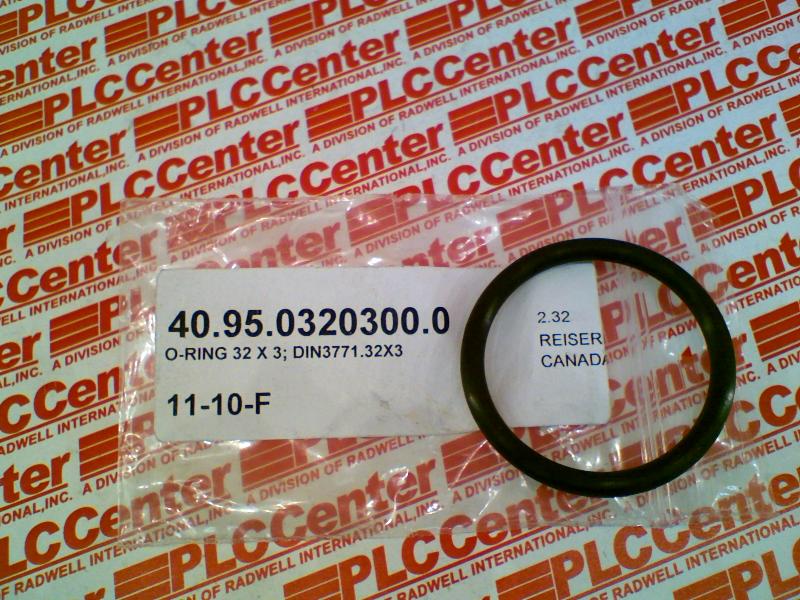 PLCCenter
A DIVISION OF RADWELL INTERNATIONAL, INC.
40.95.0320300.0
O-RING 32 X 3; DIN3771.32X3
11-10-F
2.32
REISER
CANADA